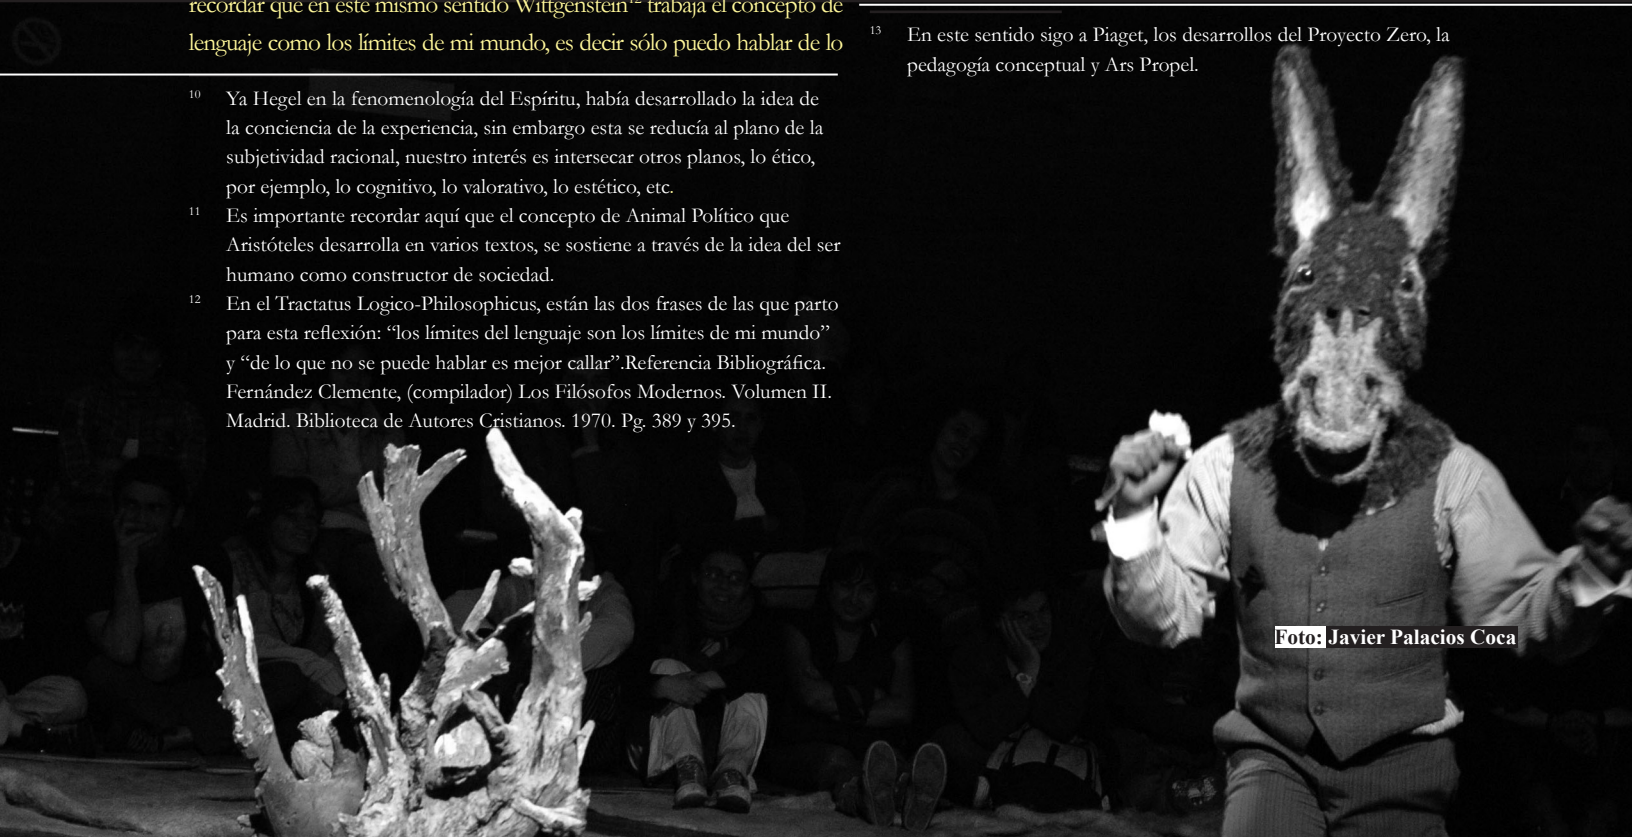 recordar que en este mismo sentido Wittgenstein12 trabaja el concepto de
lenguaje como los límites de mi mundo, es decir sólo puedo hablar de lo
10 Ya Hegel en la fenomenología del Espíritu, había desarrollado la idea de
la conciencia de la experiencia, sin embargo esta se reducía al plano de la
subjetividad racional, nuestro interés es intersecar otros planos, lo ético,
por ejemplo, lo cognitivo, lo valorativo, lo estético, etc.
11 Es importante recordar aquí que el concepto de Animal Político que
Aristóteles desarrolla en varios textos, se sostiene a través de la idea del ser
humano como constructor de sociedad.
12 En el Tractatus Logico-Philosophicus, están las dos frases de las que parto
para esta reflexión: “los límites del lenguaje son los límites de mi mundo”
y “de lo que no se puede hablar es mejor callar”.Referencia Bibliográfica.
Fernández Clemente, (compilador) Los Filósofos Modernos. Volumen II.
Madrid. Biblioteca de Autores Cristianos. 1970. Pg. 389 y 395.
13 En este sentido sigo a Piaget, los desarrollos del Proyecto Zero, la
pedagogía conceptual y Ars Propel.
Foto: Javier Palacios Coca